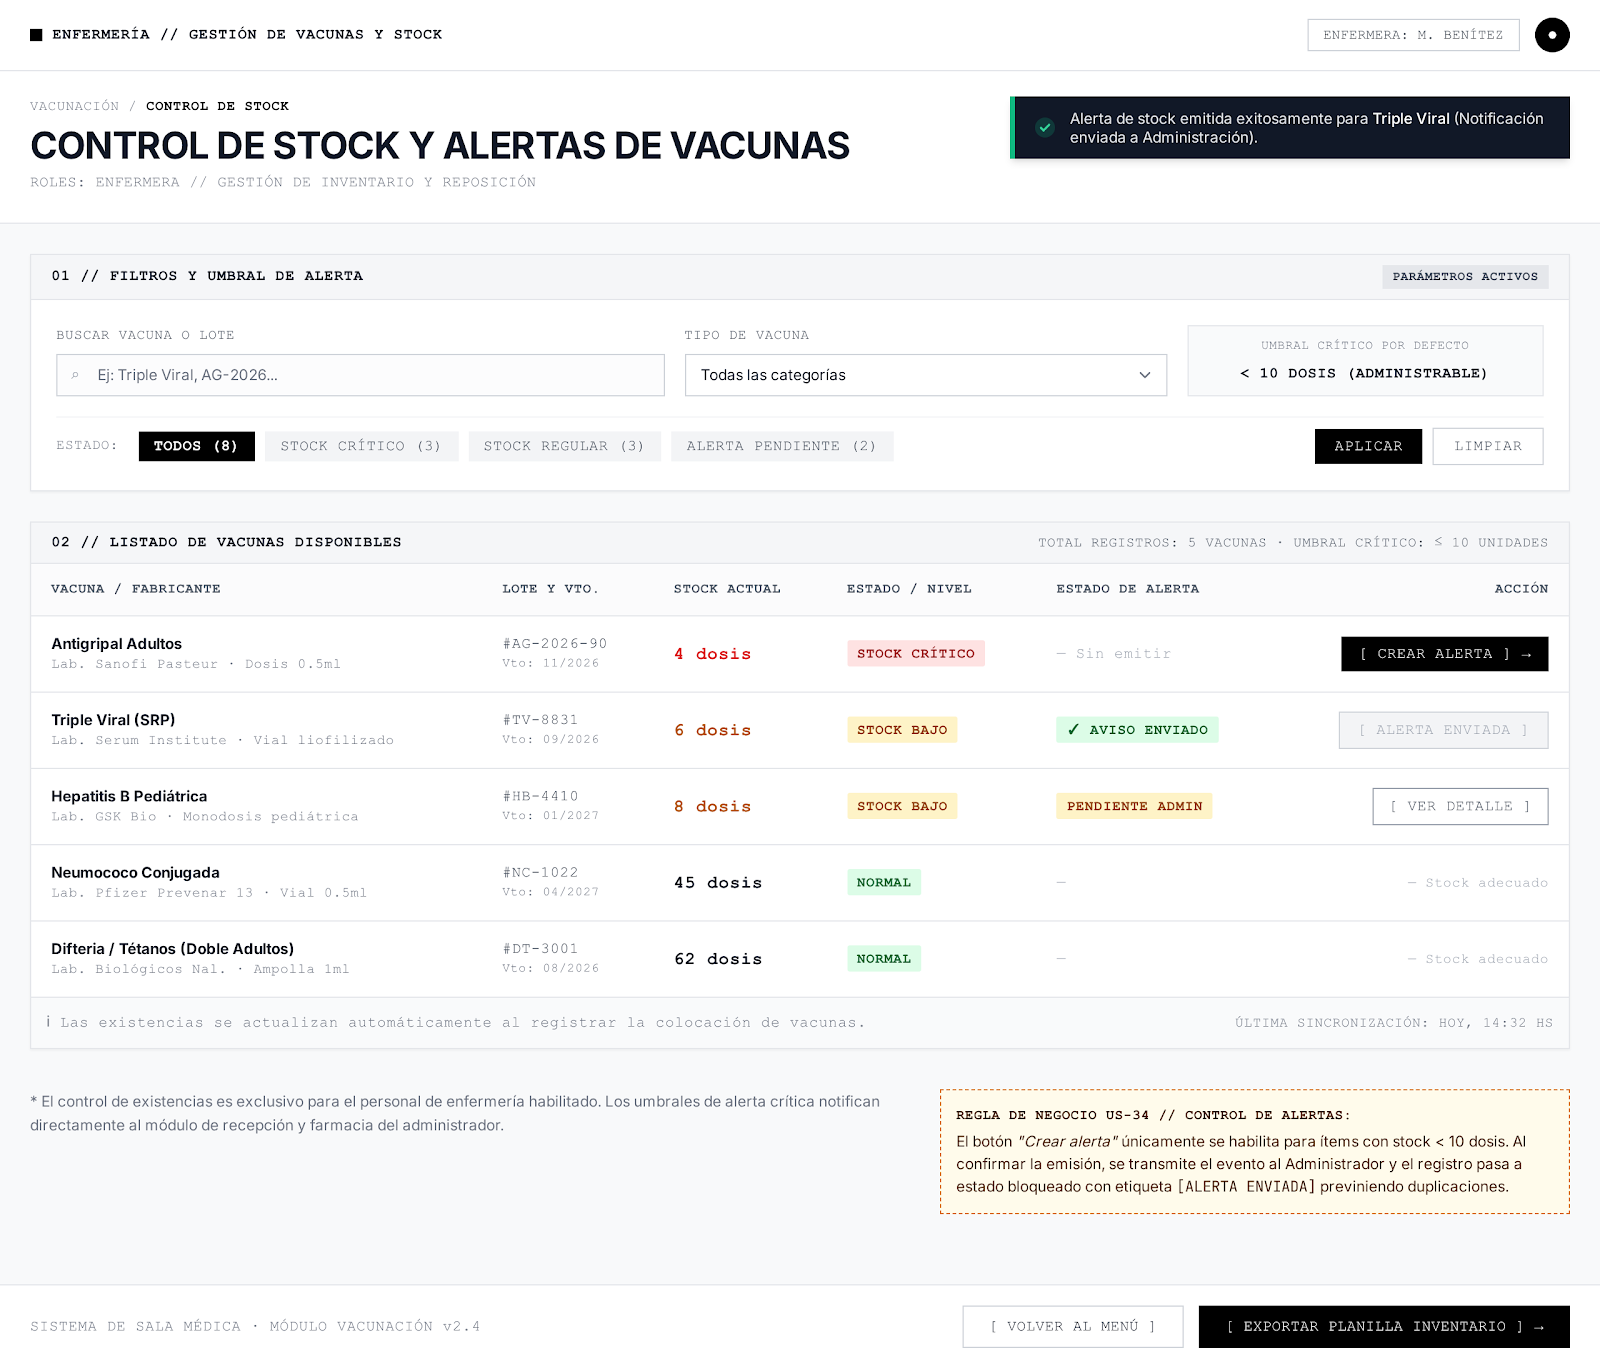 ENFERMERÍA // GESTIÓN DE VACUNAS Y STOCK
ENFERMERA: M. BENÍTEZ
VACUNACIÓN / CONTROL DE STOCK
CONTROL DE STOCK Y ALERTAS DE VACUNAS
ROLES: ENFERMERA // GESTIÓN DE INVENTARIO Y REPOSICIÓN
Alerta de stock emitida exitosamente para Triple Viral (Notificación
enviada a Administración).
01 // FILTROS Y UMBRAL DE ALERTA
PARÁMETROS ACTIVOS
BUSCAR VACUNA O LOTE
Ej: Triple Viral, AG-2026...
TIPO DE VACUNA
Todas las categorías
UMBRAL CRÍTICO POR DEFECTO
< 10 DOSIS (ADMINISTRABLE)
ESTADO: TODOS (8) STOCK CRÍTICO (3) STOCK REGULAR (3) ALERTA PENDIENTE (2)
APLICAR LIMPIAR
02 // LISTADO DE VACUNAS DISPONIBLES
TOTAL REGISTROS: 5 VACUNAS · UMBRAL CRÍTICO: ≤ 10 UNIDADES
VACUNA / FABRICANTE LOTE Y VTO. STOCK ACTUAL ESTADO / NIVEL ESTADO DE ALERTA ACCIÓN
Antigripal Adultos
Lab. Sanofi Pasteur · Dosis 0.5ml
#AG-2026-90
Vto: 11/2026
4 dosis
STOCK CRÍTICO
— Sin emitir
[ CREAR ALERTA ] →
Triple Viral (SRP)
Lab. Serum Institute · Vial liofilizado
#TV-8831
Vto: 09/2026
6 dosis
STOCK BAJO
✓ AVISO ENVIADO
[ ALERTA ENVIADA ]
Hepatitis B Pediátrica
Lab. GSK Bio · Monodosis pediátrica
#HB-4410
Vto: 01/2027
8 dosis
STOCK BAJO
PENDIENTE ADMIN
[ VER DETALLE ]
Neumococo Conjugada
Lab. Pfizer Prevenar 13 · Vial 0.5ml
#NC-1022
Vto: 04/2027
45 dosis
NORMAL
—
— Stock adecuado
Difteria / Tétanos (Doble Adultos)
Lab. Biológicos Nal. · Ampolla 1ml
#DT-3001
Vto: 08/2026
62 dosis
NORMAL
—
— Stock adecuado
i Las existencias se actualizan automáticamente al registrar la colocación de vacunas.
ÚLTIMA SINCRONIZACIÓN: HOY, 14:32 HS
* El control de existencias es exclusivo para el personal de enfermería habilitado. Los umbrales de alerta crítica notifican
directamente al módulo de recepción y farmacia del administrador.
REGLA DE NEGOCIO US-34 // CONTROL DE ALERTAS:
El botón "Crear alerta" únicamente se habilita para ítems con stock < 10 dosis. Al
confirmar la emisión, se transmite el evento al Administrador y el registro pasa a
estado bloqueado con etiqueta [ALERTA ENVIADA] previniendo duplicaciones.
SISTEMA DE SALA MÉDICA · MÓDULO VACUNACIÓN v2.4
[ VOLVER AL MENÚ ]
[ EXPORTAR PLANILLA INVENTARIO ] →